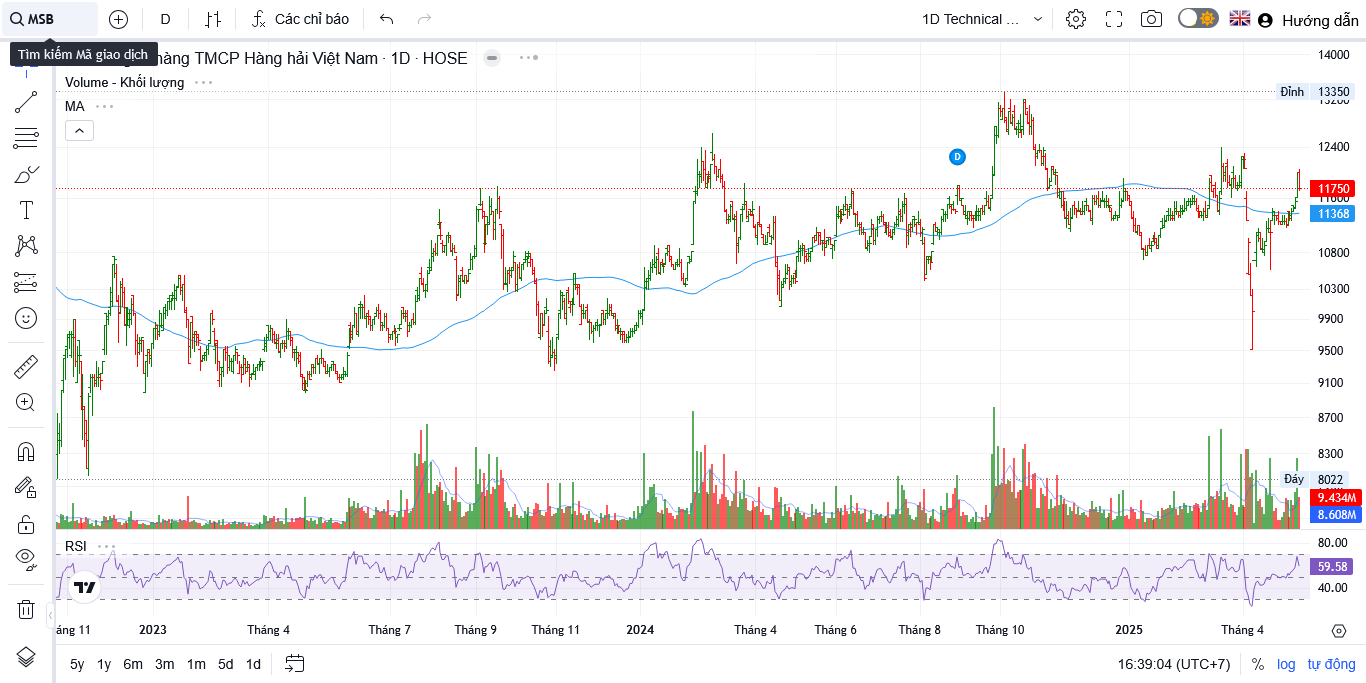 MSB
D
Các chỉ báo
1D Technical ...
Hướng dẫn
Tìm kiếm Mã giao dịch
hàng TMCP Hàng hải Việt Nam · 1D · HOSE
Volume - Khối lượng
MA
14000
Đỉnh 13350
13200
12400
11750
11600
11368
10800
10300
9900
9500
9100
8700
8300
Đáy 8022
9.434M
8.608M
D
RSI
80.00
59.58
40.00
áng 11 2023 Tháng 4 Tháng 7 Tháng 9 Tháng 11 2024 Tháng 4 Tháng 6 Tháng 8 Tháng 10 2025 Tháng 4
5y 1y 6m 3m 1m 5d 1d 16:39:04 (UTC+7) % log tự động